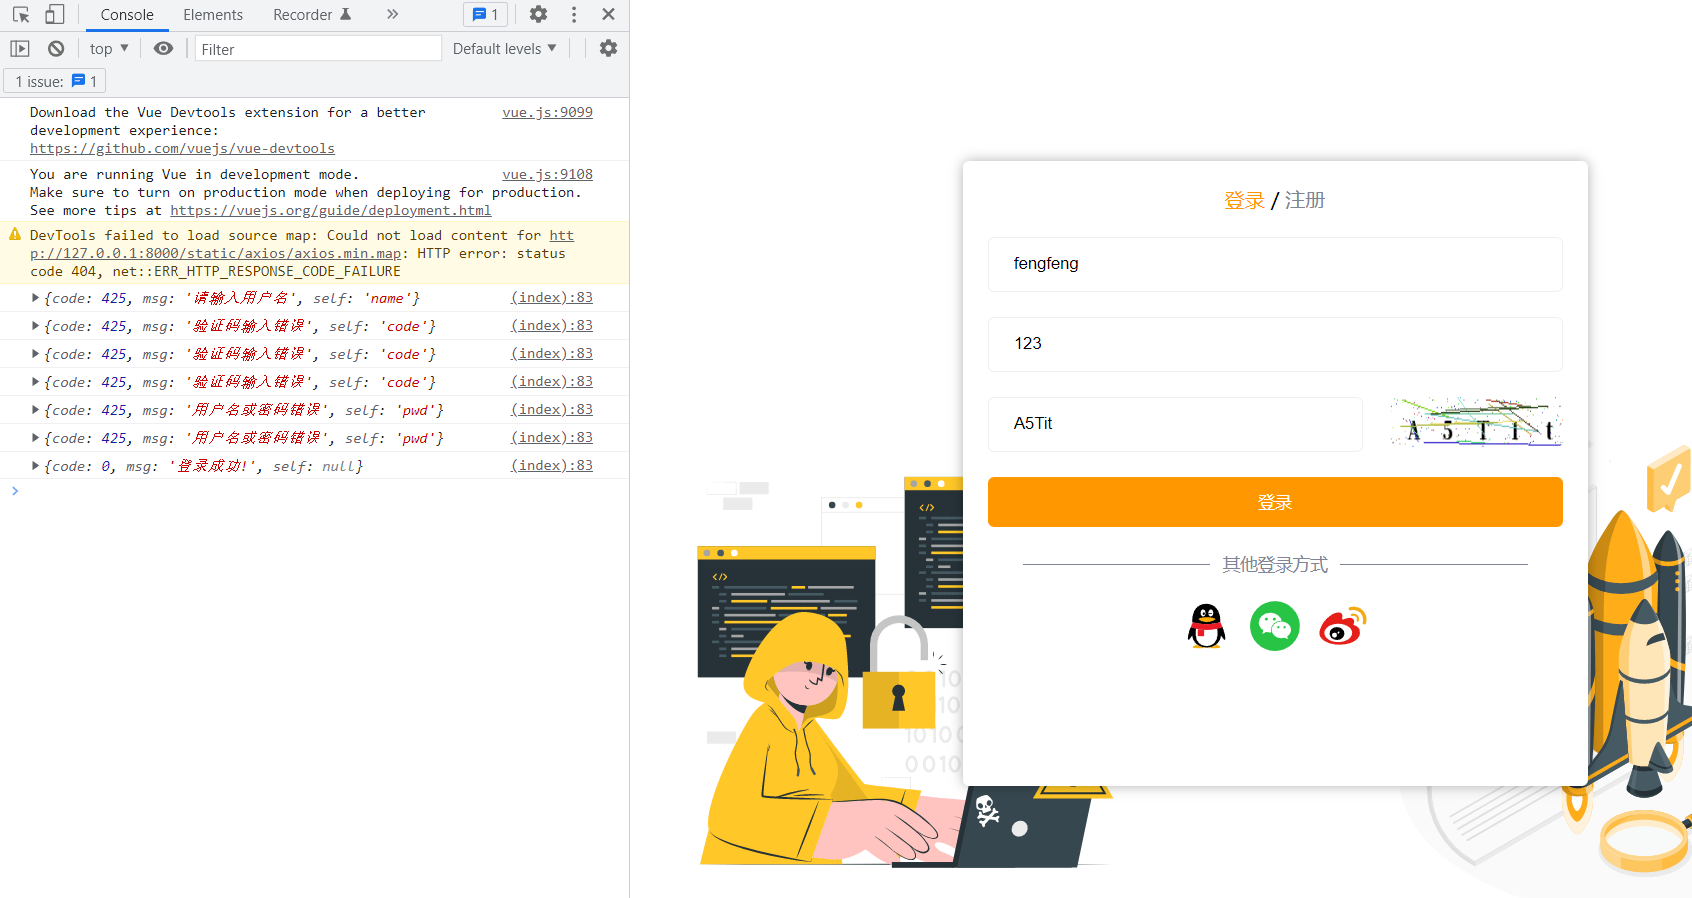 Console Elements Recorder 1
top Filter Default levels
1 issue: 1
Download the Vue Devtools extension for a better vue.js:9099
development experience:
https://github.com/vuejs/vue-devtools
You are running Vue in development mode. vue.js:9108
Make sure to turn on production mode when deploying for production.
See more tips at https://vuejs.org/guide/deployment.html
DevTools failed to load source map: Could not load content for htt
p://127.0.0.1:8000/static/axios/axios.min.map: HTTP error: status
code 404, net::ERR_HTTP_RESPONSE_CODE_FAILURE
{code: 425, msg: '请输入用户名', self: 'name'} (index):83
{code: 425, msg: '验证码输入错误', self: 'code'} (index):83
{code: 425, msg: '验证码输入错误', self: 'code'} (index):83
{code: 425, msg: '验证码输入错误', self: 'code'} (index):83
{code: 425, msg: '用户名或密码错误', self: 'pwd'} (index):83
{code: 425, msg: '用户名或密码错误', self: 'pwd'} (index):83
{code: 0, msg: '登录成功!', self: null} (index):83
登录 / 注册
fengfeng
123
A5Tit
A 5 T i t
登录
其他登录方式
</>
</>
10
10
10100
0010